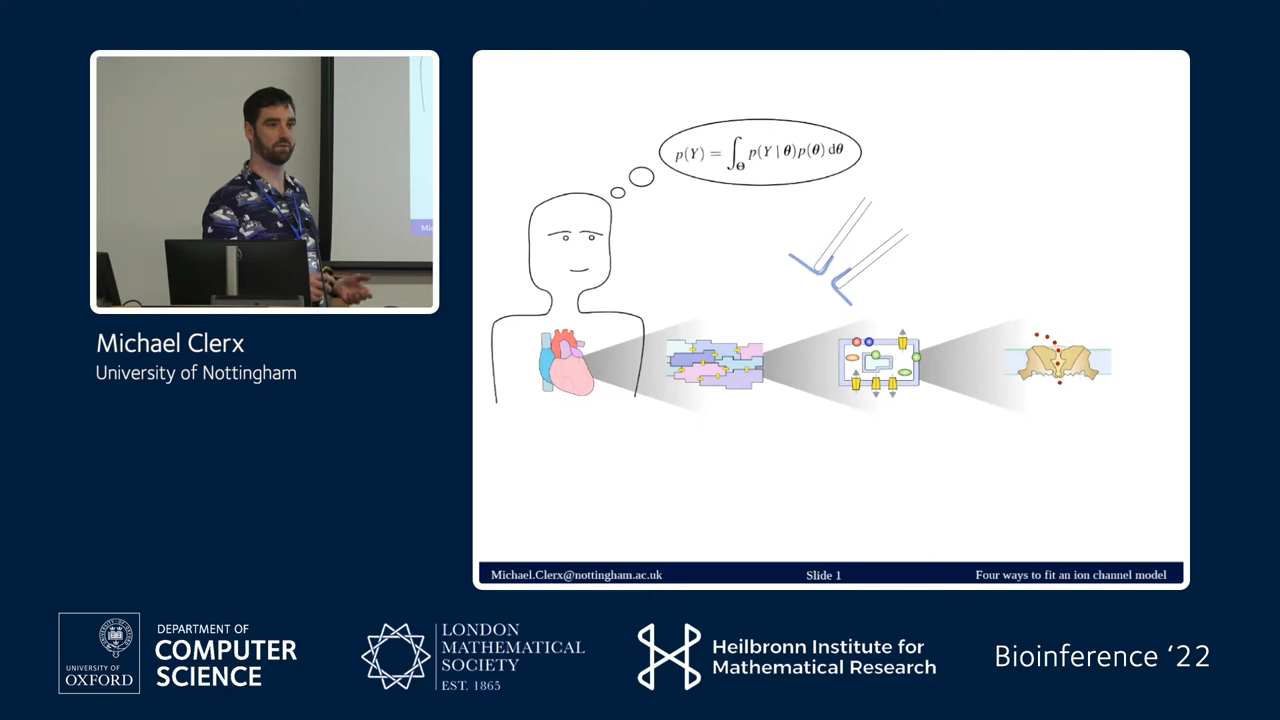 p(Y) = ∫_Θ p(Y | θ)p(θ) dθ
Mi
Michael Clerx
University of Nottingham
Michael.Clerx@nottingham.ac.uk
Slide 1
Four ways to fit an ion channel model
UNIVERSITY OF
OXFORD
DEPARTMENT OF
COMPUTER
SCIENCE
LONDON
MATHEMATICAL
SOCIETY
EST. 1865
Heilbronn Institute for
Mathematical Research
Bioinference ‘22